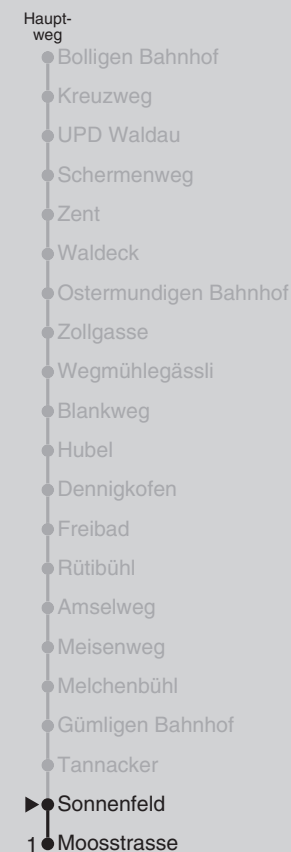 Haupt-
weg
Bolligen Bahnhof
Kreuzweg
UPD Waldau
Schermenweg
Zent
Waldeck
Ostermundigen Bahnhof
Zollgasse
Wegmühlegässli
Blankweg
Hubel
Dennigkofen
Freibad
Rütibühl
Amselweg
Meisenweg
Melchenbühl
Gümligen Bahnhof
Tannacker
Sonnenfeld
1 Moosstrasse